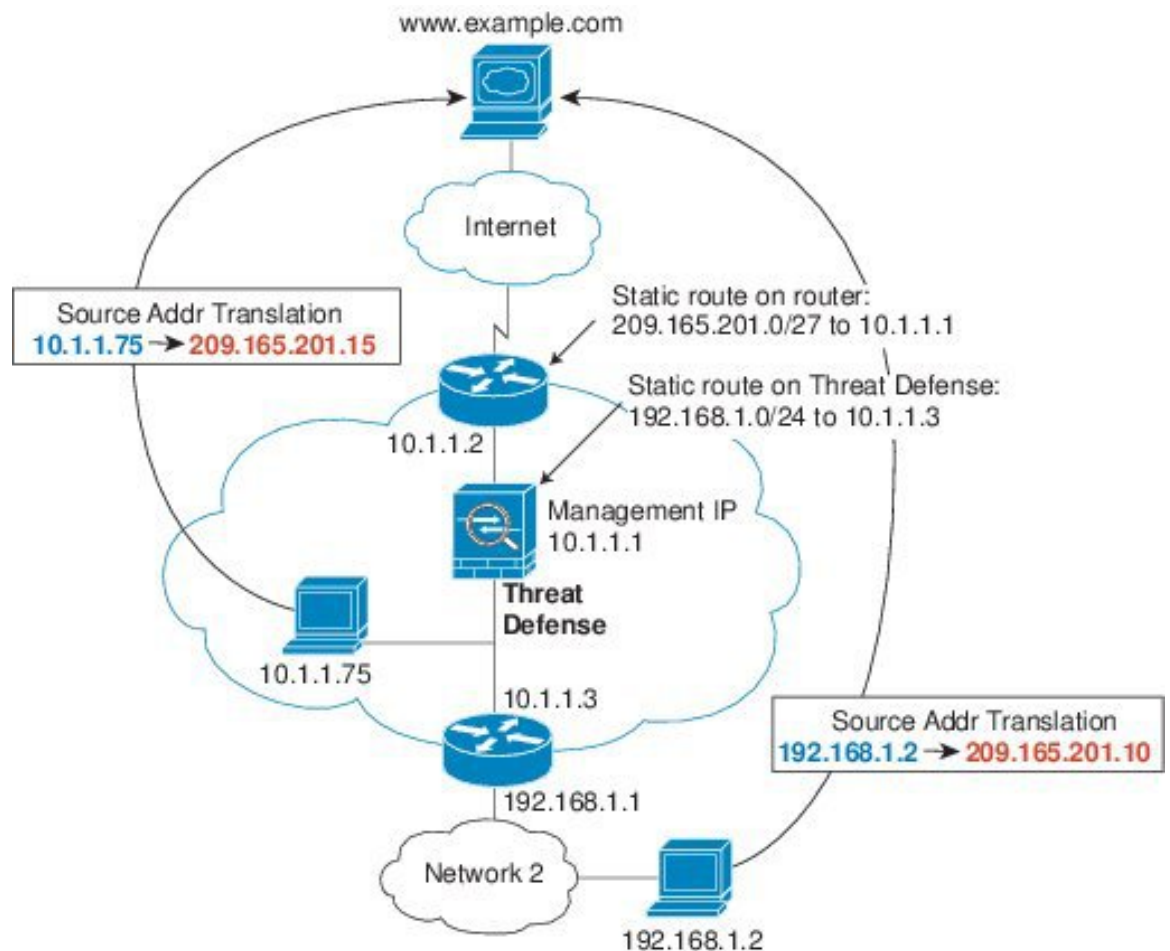 www.example.com
Internet
Source Addr Translation
10.1.1.75 → 209.165.201.15
Static route on router:
209.165.201.0/27 to 10.1.1.1
Static route on Threat Defense:
192.168.1.0/24 to 10.1.1.3
10.1.1.2
Management IP
10.1.1.1
Threat
Defense
10.1.1.75
10.1.1.3
Source Addr Translation
192.168.1.2 → 209.165.201.10
192.168.1.1
Network 2
192.168.1.2